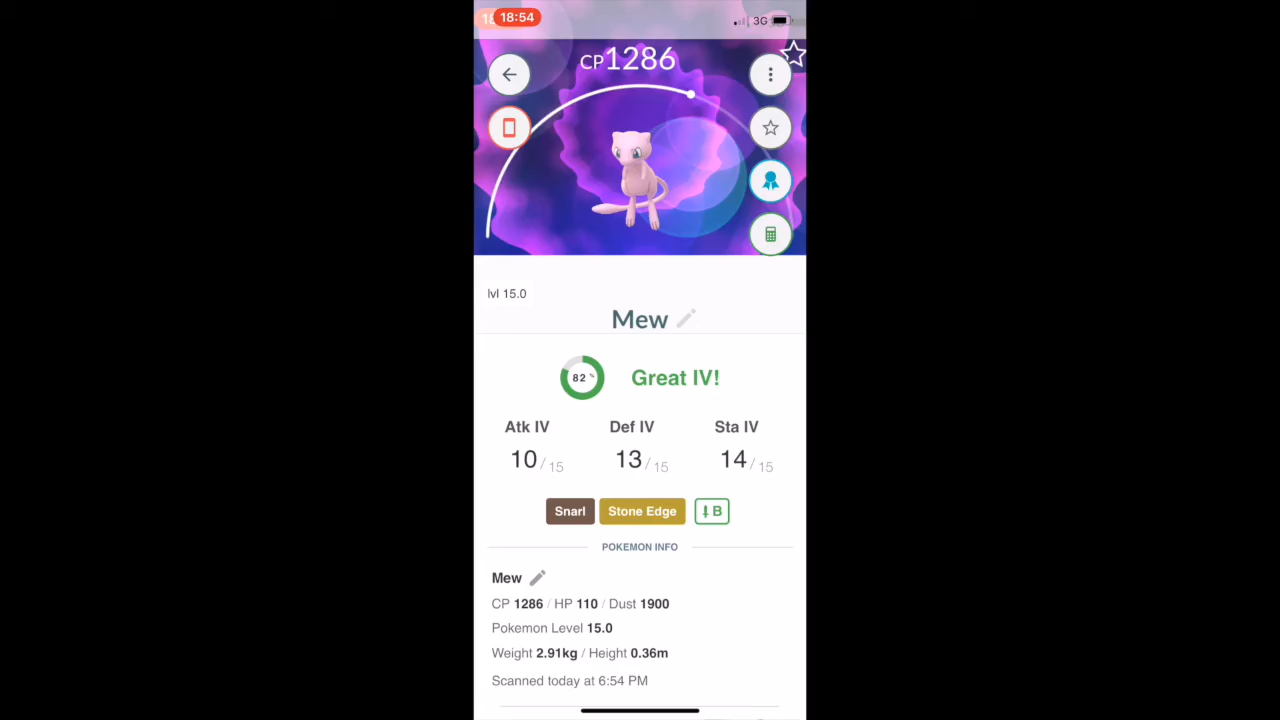 18:54
3G
CP1286
lvl 15.0
Mew
82 % Great IV!
Atk IV Def IV Sta IV
10/15 13/15 14/15
Snarl Stone Edge B
POKEMON INFO
Mew
CP 1286 / HP 110 / Dust 1900
Pokemon Level 15.0
Weight 2.91kg / Height 0.36m
Scanned today at 6:54 PM